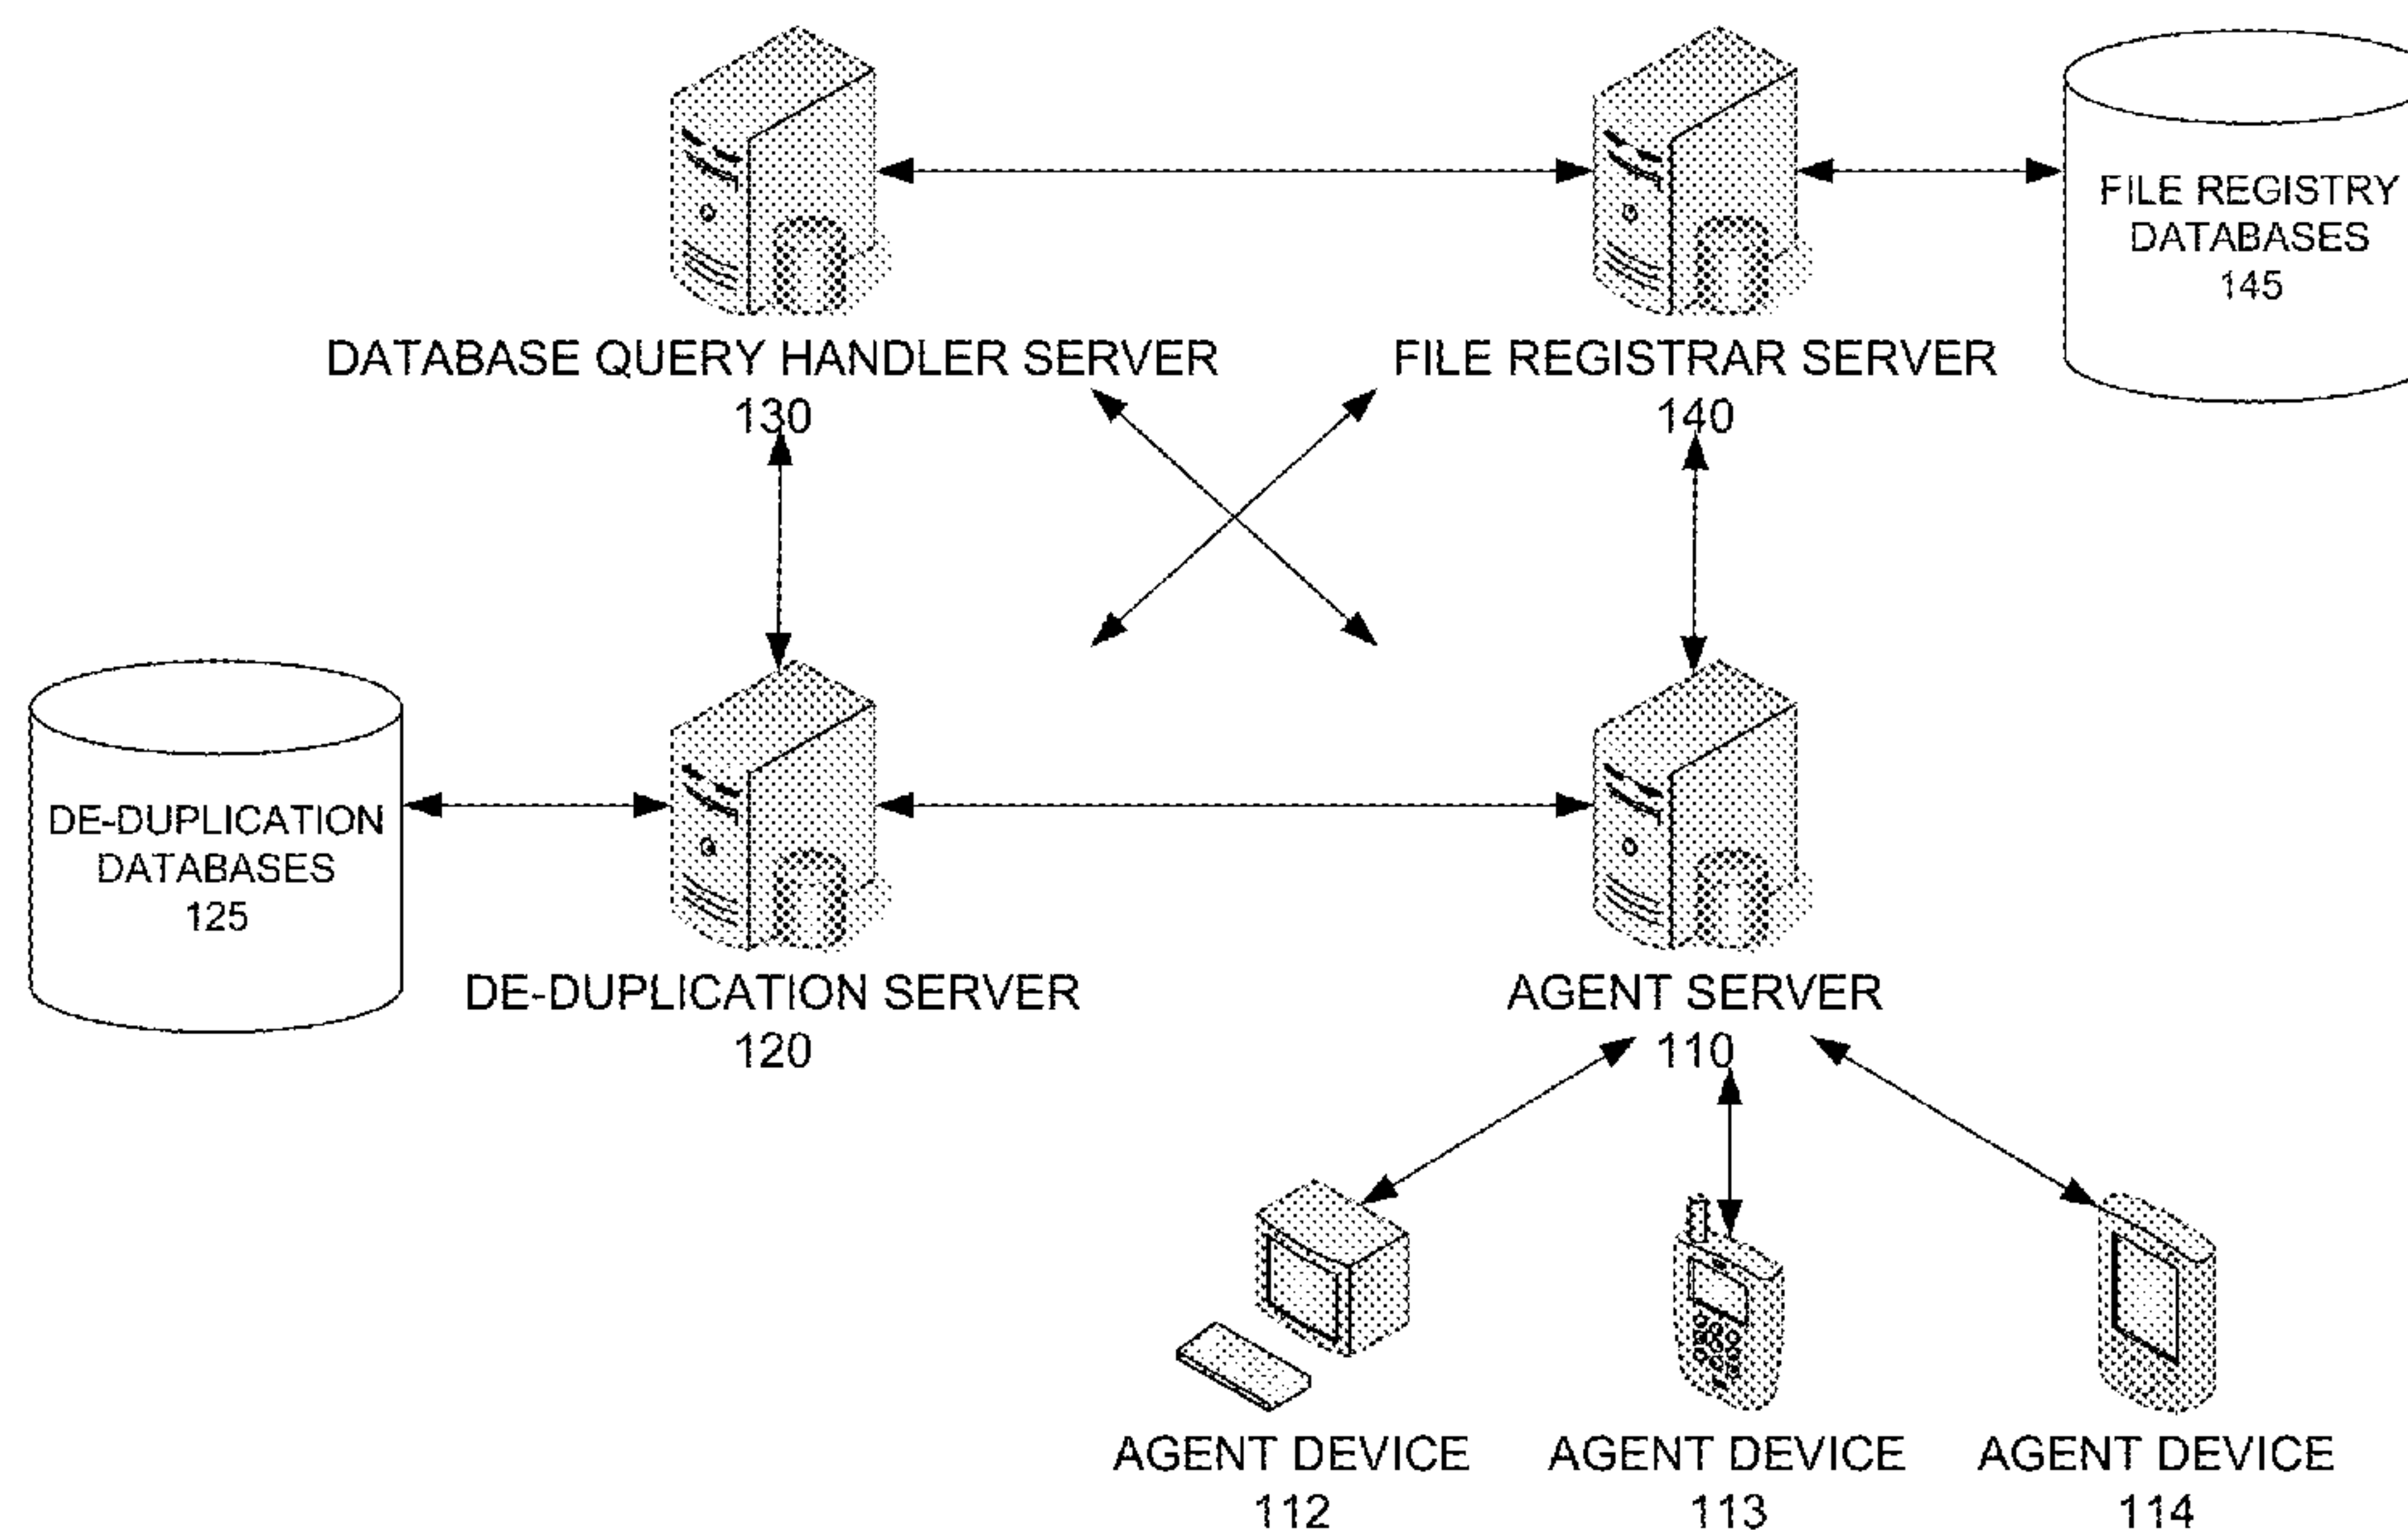 FILE REGISTRY
DATABASES
145
DATABASE QUERY HANDLER SERVER
130
FILE REGISTRAR SERVER
140
DE-DUPLICATION
DATABASES
125
DE-DUPLICATION SERVER
120
AGENT SERVER
110
AGENT DEVICE
112
AGENT DEVICE
113
AGENT DEVICE
114